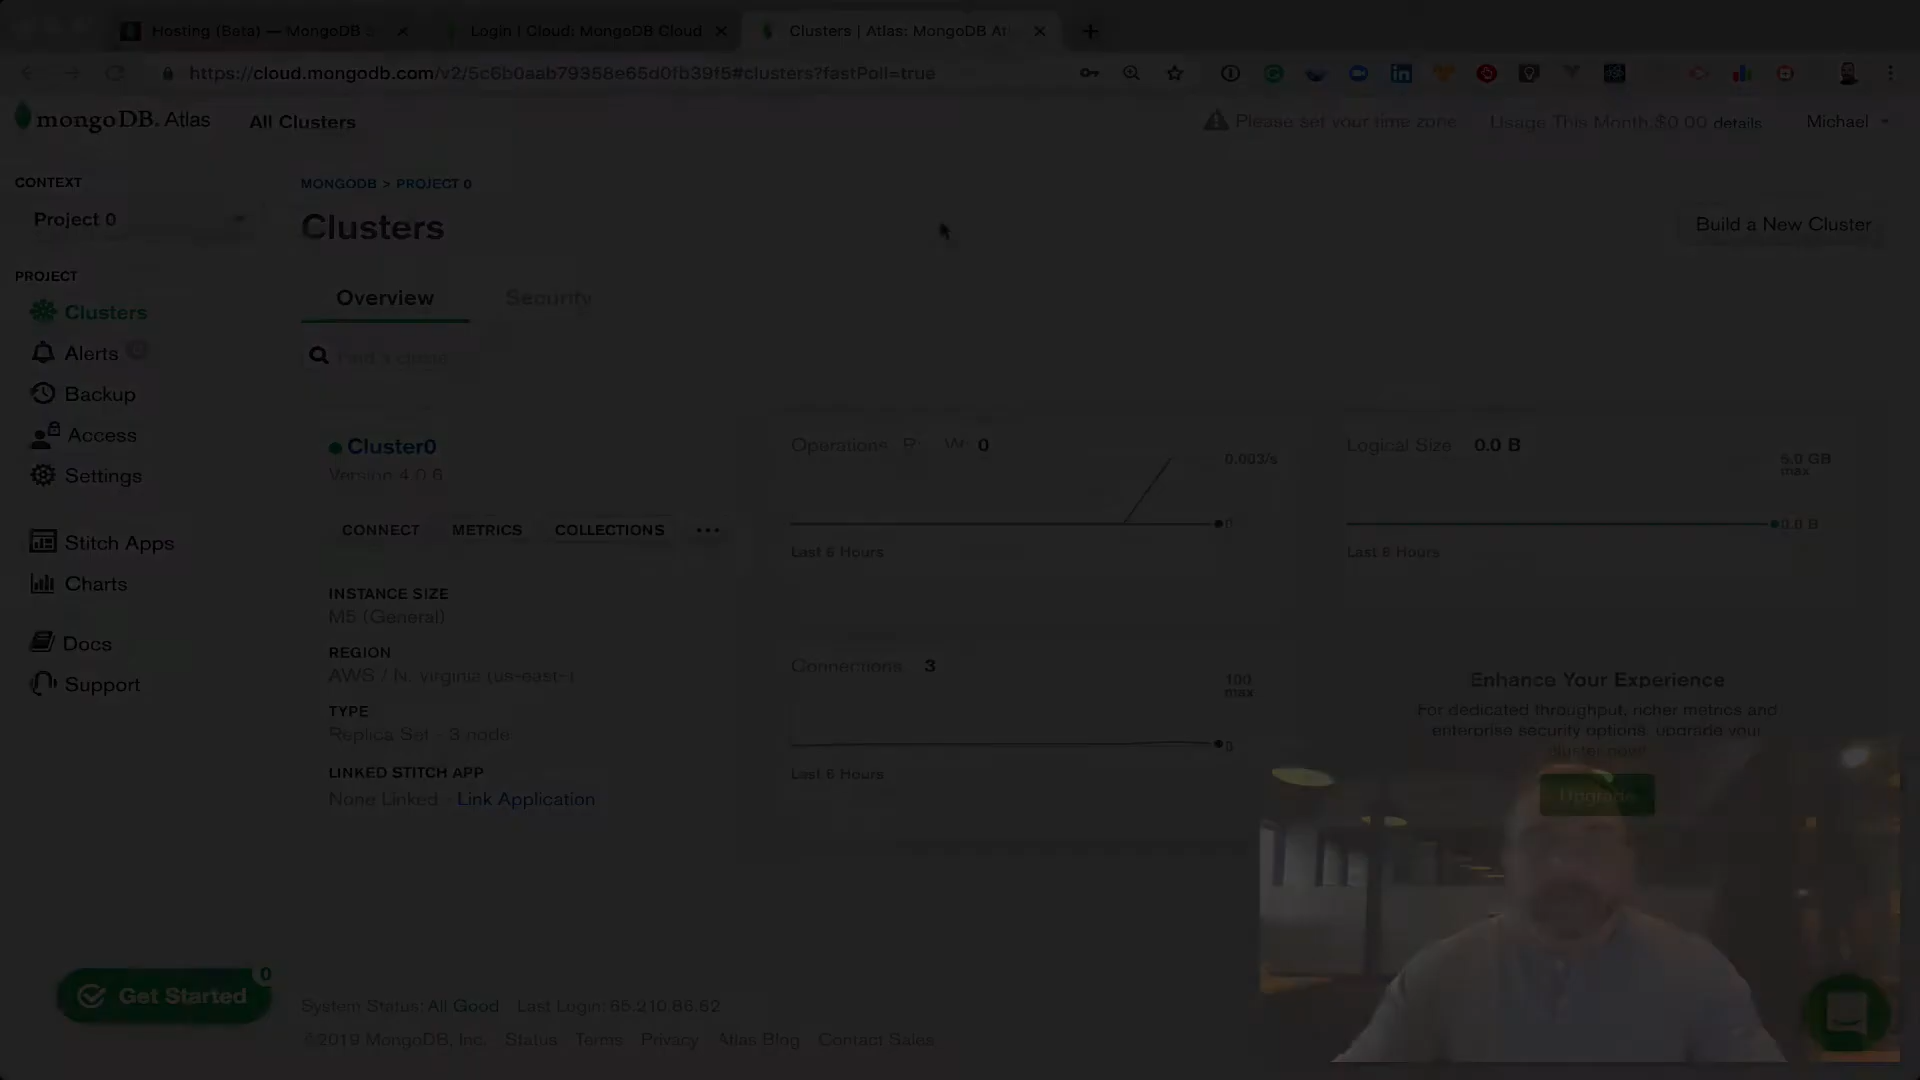 Hosting (Beta) — MongoDB S
Login | Cloud: MongoDB Cloud
Clusters | Atlas: MongoDB At
https://cloud.mongodb.com/v2/5c6b0aab79358e65d0fb39f5#clusters?fastPoll=true
mongoDB. Atlas
All Clusters
Please set your time zone
Usage This Month $0.00 details
Michael
CONTEXT
Project 0
PROJECT
Clusters
Alerts 0
Backup
Access
Settings
Stitch Apps
Charts
Docs
Support
MONGODB > PROJECT 0
Clusters
Build a New Cluster
Overview
Security
Find a cluster
Cluster0
Version 4.0.6
CONNECT
METRICS
COLLECTIONS
INSTANCE SIZE
M5 (General)
REGION
AWS / N. Virginia (us-east-1)
TYPE
Replica Set - 3 node
LINKED STITCH APP
None Linked Link Application
Operations R: W: 0
0.003/s
0
Last 6 Hours
Logical Size 0.0 B
5.0 GB
max
0.0 B
Last 6 Hours
Connections 3
100
max
Last 6 Hours
Enhance Your Experience
For dedicated throughput, richer metrics and
enterprise security options, upgrade your
cluster now!
Upgrade
Get Started
0
System Status: All Good Last Login: 65.210.86.62
©2019 MongoDB, Inc. Status Terms Privacy Atlas Blog Contact Sales